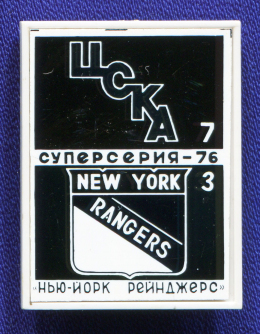 ЦСКА
7
СУПЕРСЕРИЯ-76
NEW YORK 3
RANGERS
«НЬЮ-ЙОРК РЕЙНДЖЕРС»